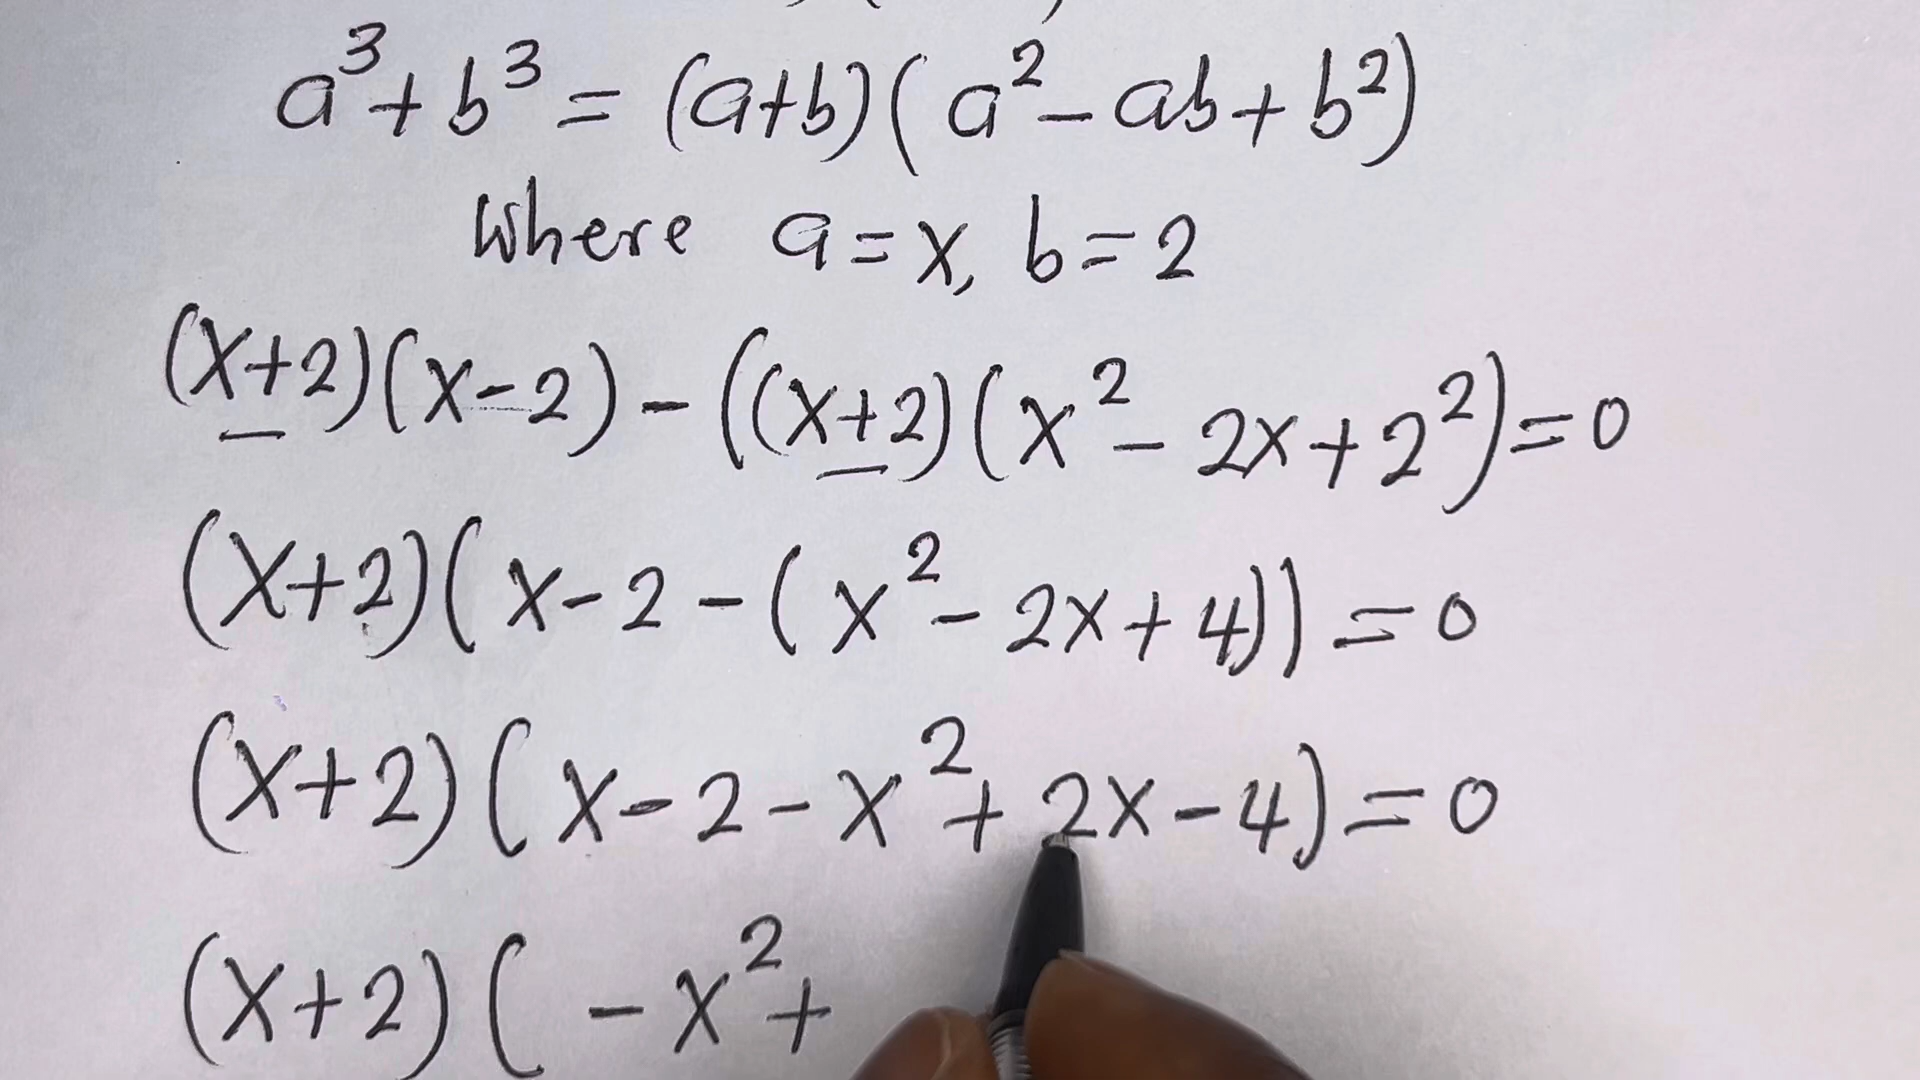 a³+b³=(a+b)(a²-ab+b²)
Where a=x, b=2
(x+2)(x-2)-((x+2)(x²-2x+2²)=0
(x+2)(x-2-(x²-2x+4))=0
(x+2)(x-2-x²+2x-4)=0
(x+2)(-x²+